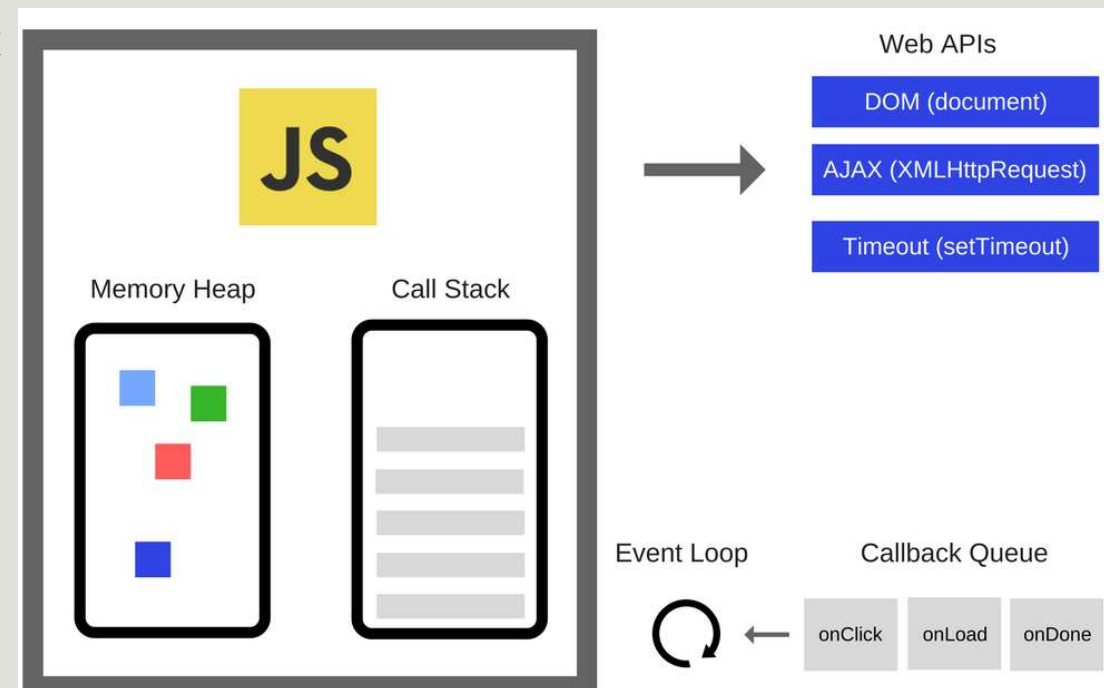 Web APIs
DOM (document)
JS
AJAX (XMLHttpRequest)
Timeout (setTimeout)
Memory Heap
Call Stack
Event Loop
Callback Queue
onClick
onLoad
onDone